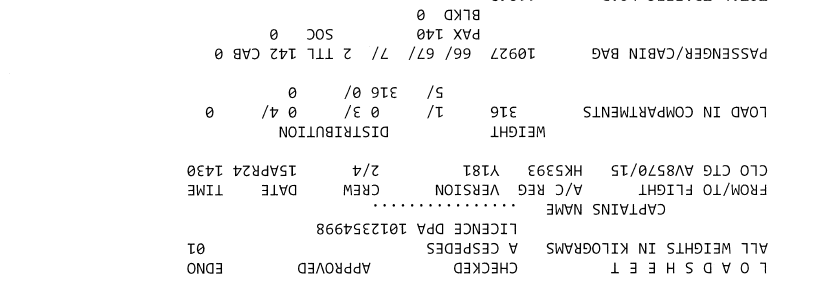 L O A D S H E E T CHECKED APPROVED EDNO
ALL WEIGHTS IN KILOGRAMS A CESPEDES 01
LICENCE DPA 1012354998
CAPTAINS NAME ................
FROM/TO FLIGHT A/C REG VERSION CREW DATE TIME
CLO CTG AV8570/15 HK5393 Y181 2/4 15APR24 1430
WEIGHT DISTRIBUTION
LOAD IN COMPARTMENTS 316 1/ 0 3/ 0 4/ 0
5/ 316 0/ 0
PASSENGER/CABIN BAG 10927 66/ 67/ 7/ 2 TTL 142 CAB 0
PAX 140 SOC 0
BLKD 0